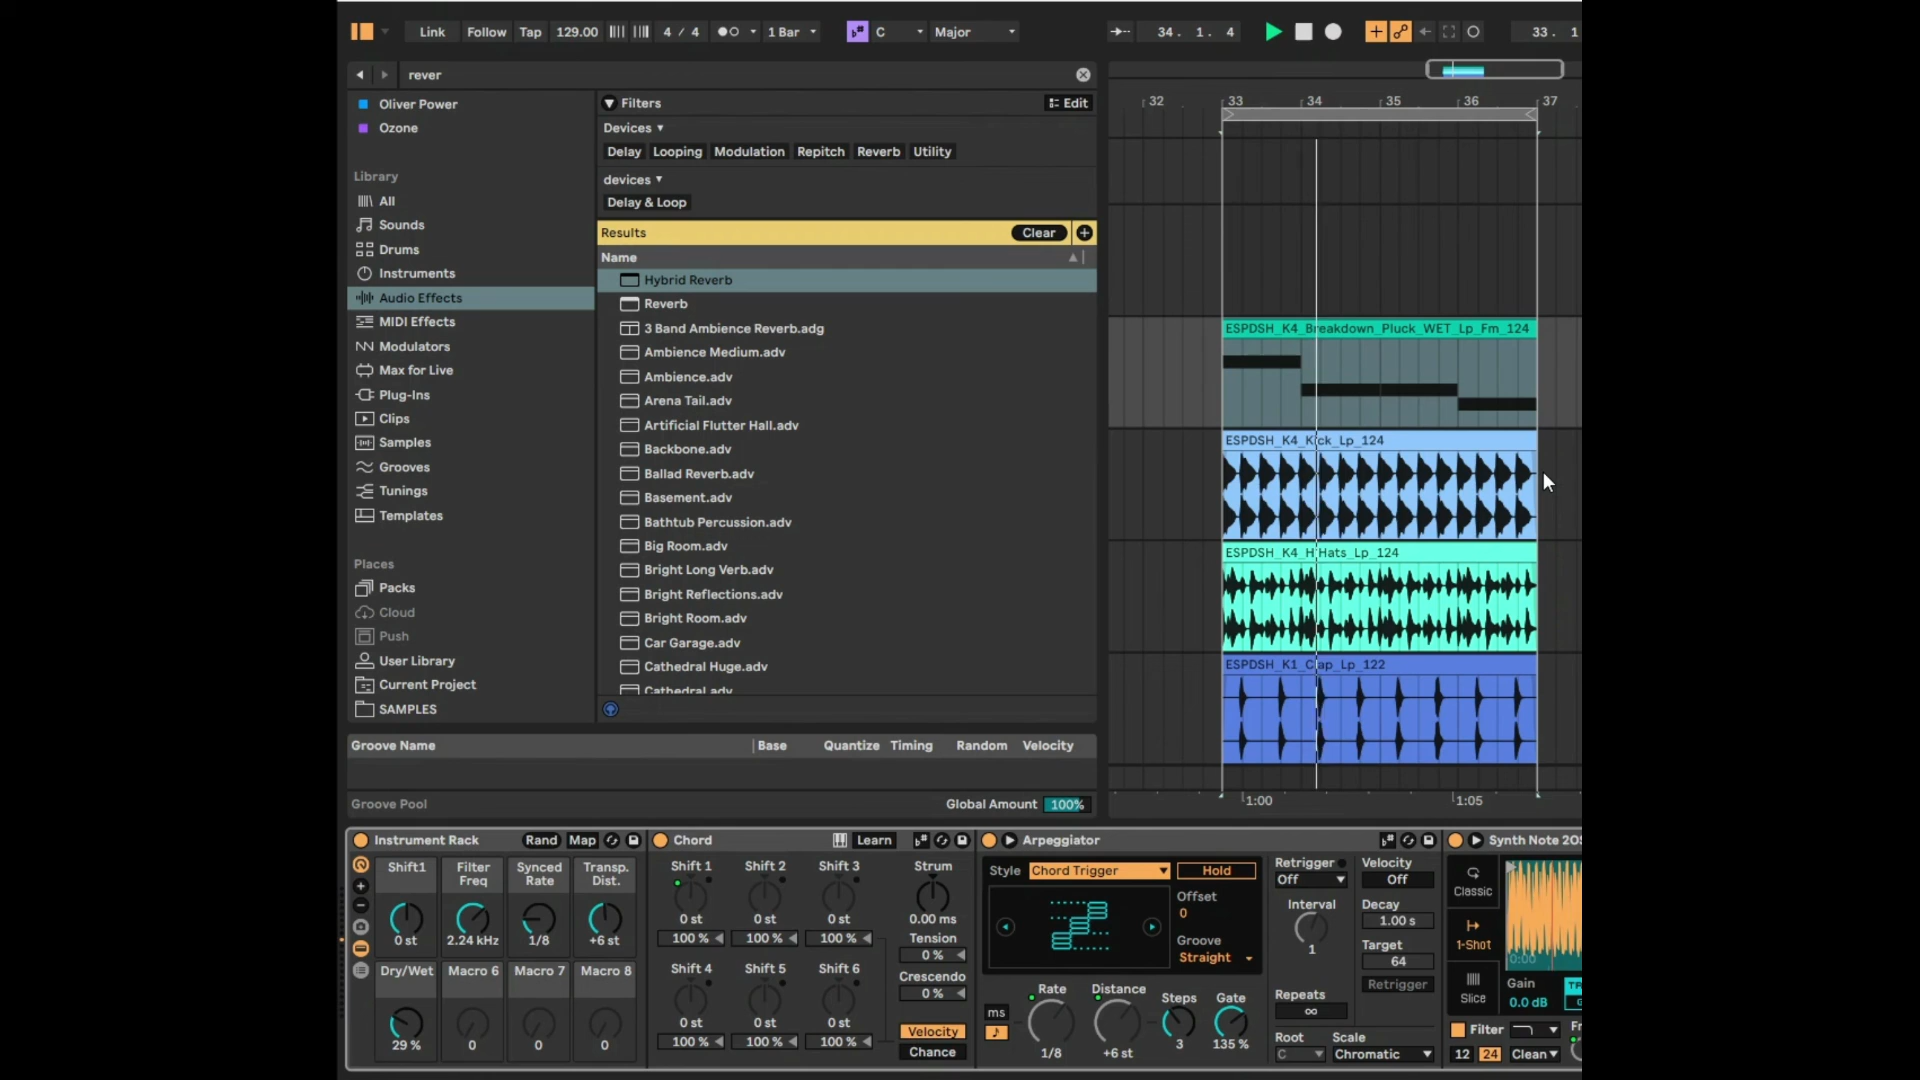 Link Follow Tap 129.00 4 / 4 1 Bar C Major 34. 1. 4 33. 1
rever
Oliver Power
Ozone
Library
All
Sounds
Drums
Instruments
Audio Effects
MIDI Effects
Modulators
Max for Live
Plug-Ins
Clips
Samples
Grooves
Tunings
Templates
Places
Packs
Cloud
Push
User Library
Current Project
SAMPLES
Filters Edit
Devices
Delay Looping Modulation Repitch Reverb Utility
devices
Delay & Loop
Results Clear
Name
Hybrid Reverb
Reverb
3 Band Ambience Reverb.adg
Ambience Medium.adv
Ambience.adv
Arena Tail.adv
Artificial Flutter Hall.adv
Backbone.adv
Ballad Reverb.adv
Basement.adv
Bathtub Percussion.adv
Big Room.adv
Bright Long Verb.adv
Bright Reflections.adv
Bright Room.adv
Car Garage.adv
Cathedral Huge.adv
Cathedral.adv
32 33 34 35 36 37
ESPDSH_K4_Breakdown_Pluck_WET_Lp_Fm_124
ESPDSH_K4_Kick_Lp_124
ESPDSH_K4_HiHats_Lp_124
ESPDSH_K1_Clap_Lp_122
1:00 1:05
Groove Name Base Quantize Timing Random Velocity
Groove Pool Global Amount 100%
Instrument Rack Rand Map
Shift1 Filter Freq Synced Rate Transp. Dist.
0 st 2.24 kHz 1/8 +6 st
Dry/Wet Macro 6 Macro 7 Macro 8
29 % 0 0 0
Chord Learn
Shift 1 Shift 2 Shift 3 Strum
0 st 0 st 0 st 0.00 ms
100 % 100 % 100 % Tension
0 %
Shift 4 Shift 5 Shift 6 Crescendo
0 %
0 st 0 st 0 st Velocity
100 % 100 % 100 % Chance
Arpeggiator
Style Chord Trigger Hold
Offset
0
Groove
Straight
Rate Distance Steps Gate
ms
1/8 +6 st 3 135 %
Retrigger Velocity
Off Off
Interval Decay
1.00 s
1 Target
64
Retrigger
Repeats
∞
Root Scale
C Chromatic
Synth Note 20S
Classic
1-Shot
Slice
0:00
Gain TR
0.0 dB
Filter Fr
12 24 Clean